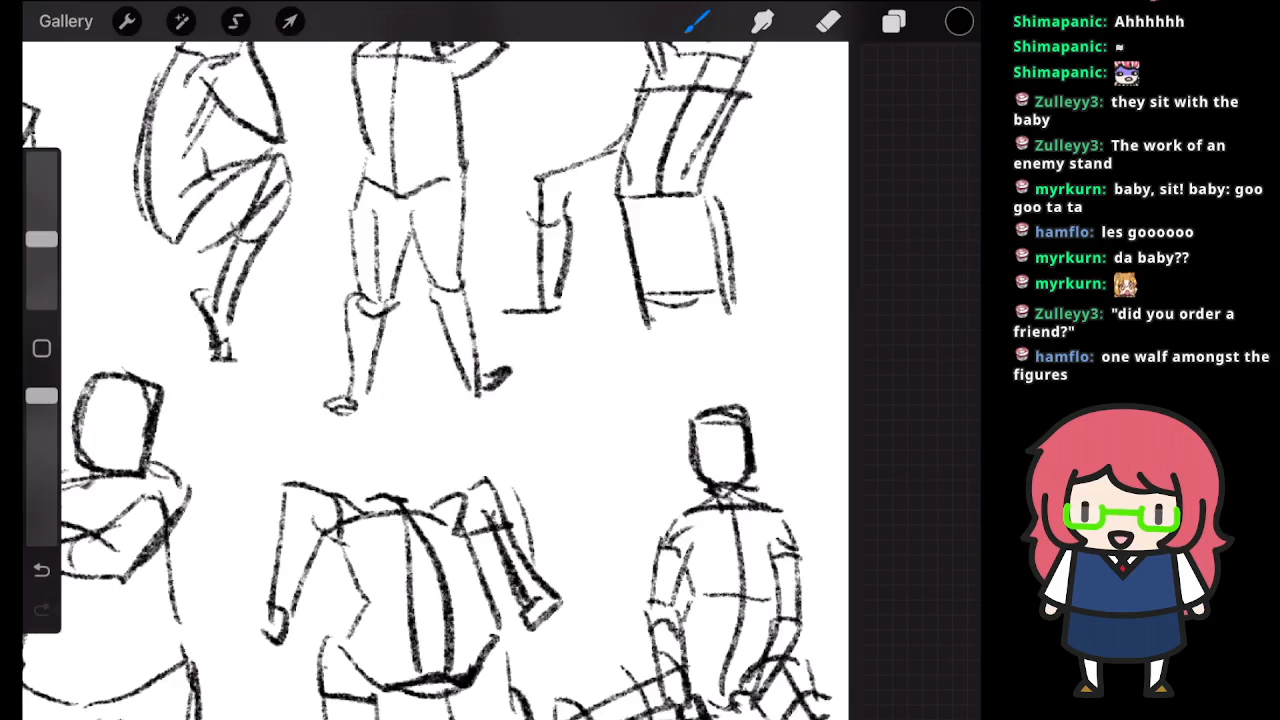 Gallery
Shimapanic: Ahhhhhh
Shimapanic: ≈
Shimapanic:
Zulleyy3: they sit with the
baby
Zulleyy3: The work of an
enemy stand
myrkurn: baby, sit! baby: goo
goo ta ta
hamflo: les goooooo
myrkurn: da baby??
myrkurn:
Zulleyy3: "did you order a
friend?"
hamflo: one walf amongst the
figures